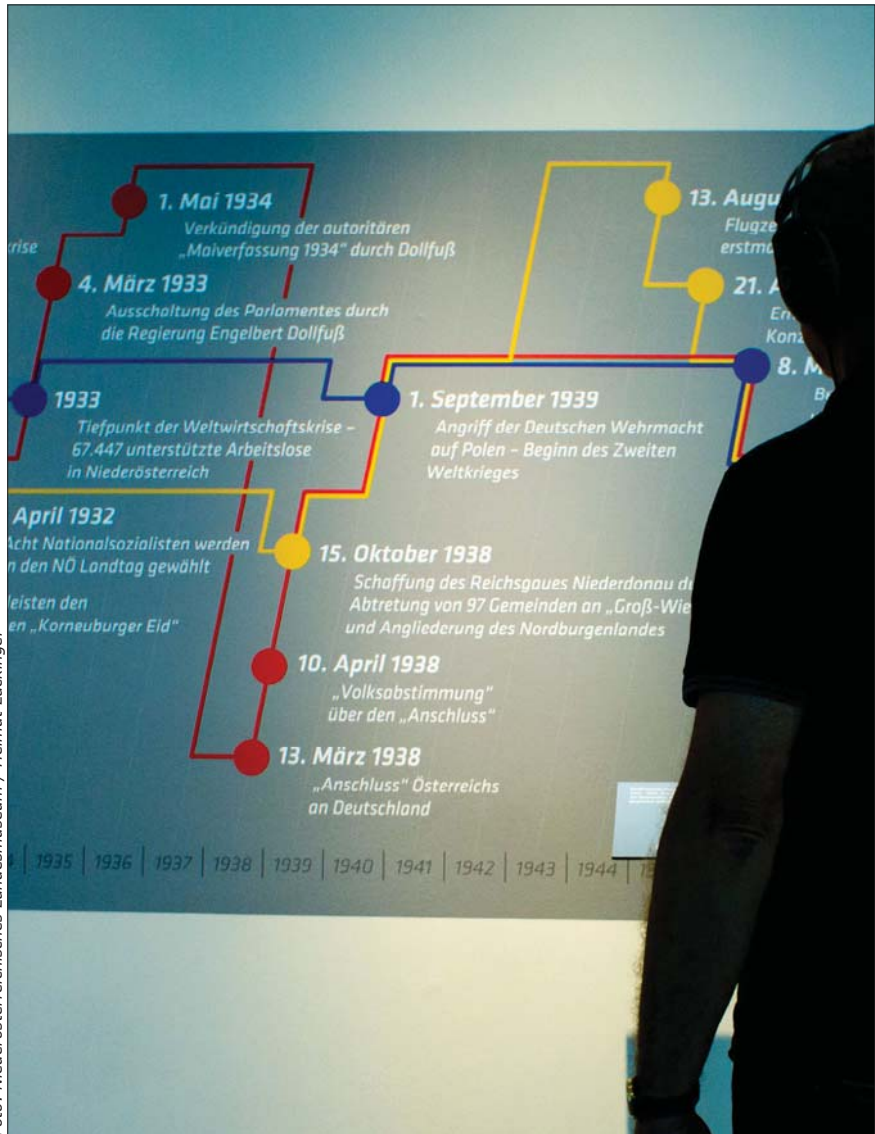 1. Mai 1934
Verkündigung der autoritären
„Maiverfassung 1934“ durch Dollfuß
4. März 1933
Ausschaltung des Parlamentes durch
die Regierung Engelbert Dollfuß
1933
Tiefpunkt der Weltwirtschaftskrise –
67.447 unterstützte Arbeitslose
in Niederösterreich
April 1932
Acht Nationalsozialisten werden
den NÖ Landtag gewählt
leisten den
„Korneuburger Eid“
13.
21.
8.
1. September 1939
Angriff der Deutschen Wehrmacht
auf Polen – Beginn des Zweiten
Weltkrieges
15. Oktober 1938
Schaffung des Reichsgaues Niederdonau
Abtretung von 97 Gemeinden an „Groß-
und Angliederung des Nordburgenlandes
10. April 1938
„Volksabstimmung“
über den „Anschluss“
13. März 1938
„Anschluss“ Österreichs
an Deutschland
1935 | 1936 | 1937 | 1938 | 1939 | 1940 | 1941 | 1942 | 1943 | 1944